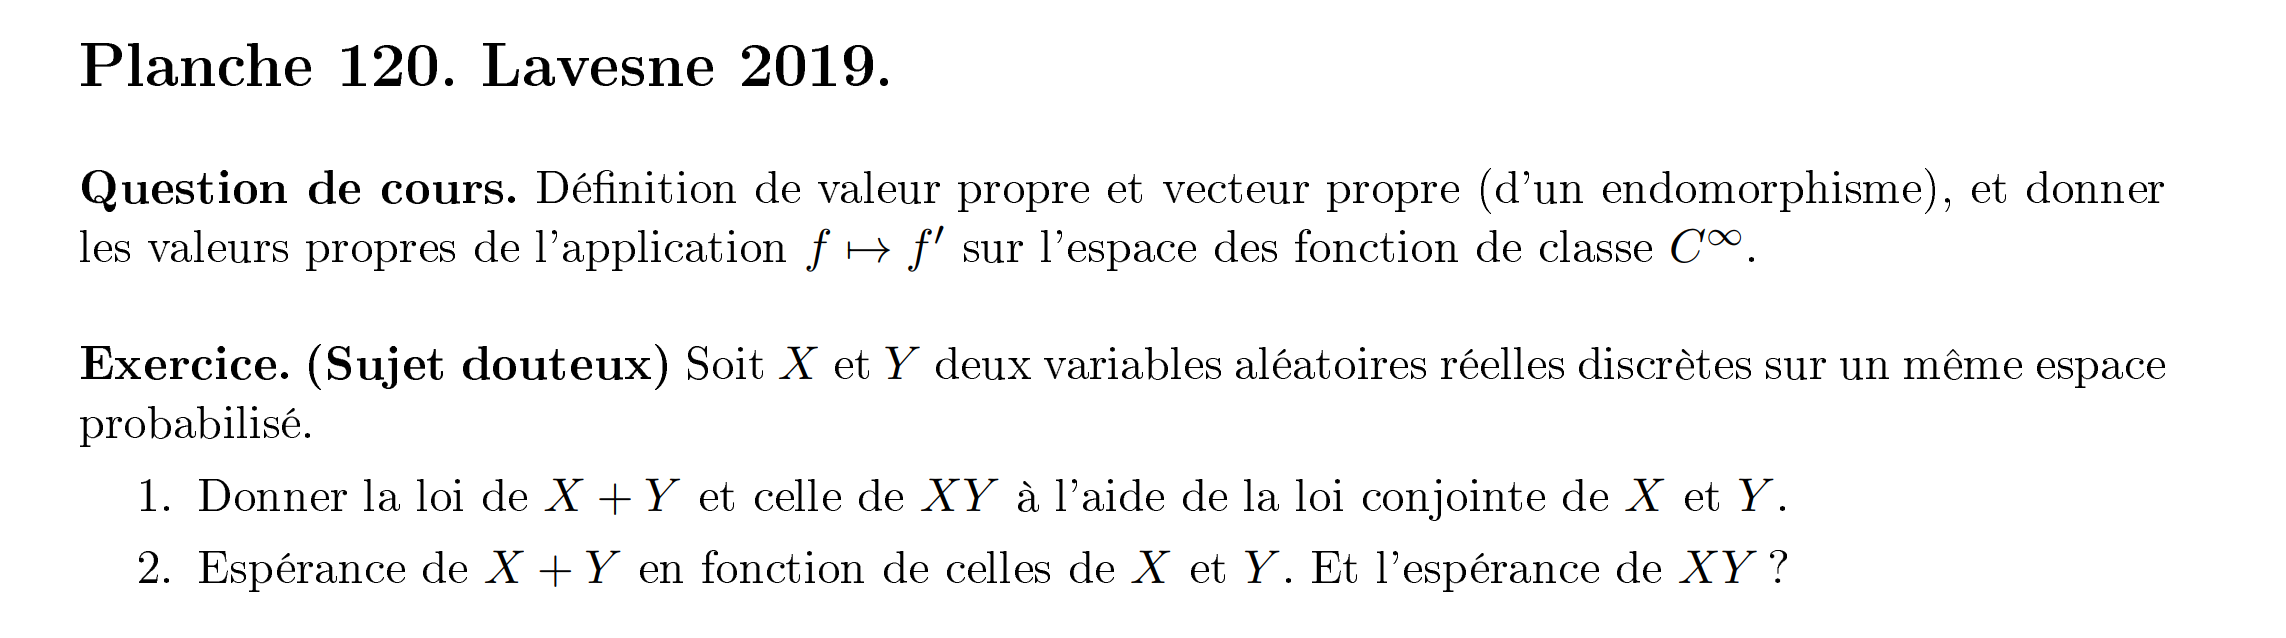 Planche 120. Lavesne 2019.
Question de cours. Définition de valeur propre et vecteur propre (d'un endomorphisme), et donner
les valeurs propres de l'application f ↦ f′ sur l'espace des fonction de classe C^∞.
Exercice. (Sujet douteux) Soit X et Y deux variables aléatoires réelles discrètes sur un même espace
probabilisé.
1. Donner la loi de X + Y et celle de XY à l'aide de la loi conjointe de X et Y.
2. Espérance de X + Y en fonction de celles de X et Y. Et l'espérance de XY ?